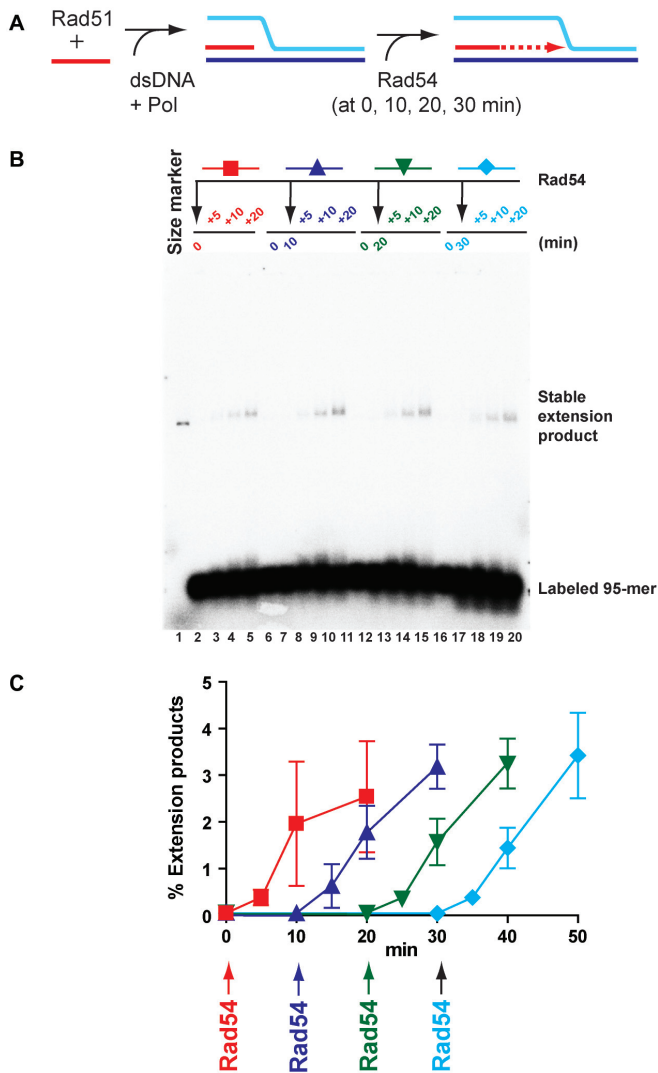 A
Rad51
+
dsDNA
+ Pol
Rad54
(at 0, 10, 20, 30 min)
B
Size marker
Rad54
0 +5 +10 +20 0 10 +5 +10 +20 0 20 +5 +10 +20 0 30 +5 +10 +20
(min)
Stable
extension
product
Labeled 95-mer
1 2 3 4 5 6 7 8 9 10 11 12 13 14 15 16 17 18 19 20
C
% Extension products
5
4
3
2
1
0
0 10 20 30 40 50
min
Rad54 Rad54 Rad54 Rad54